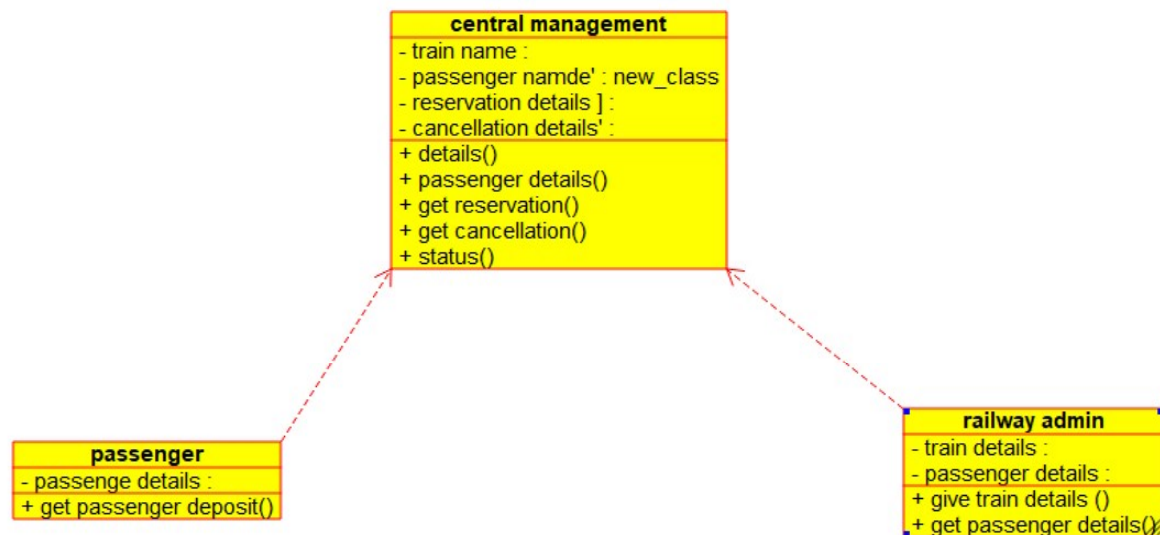 central management
- train name :
- passenger namde' : new_class
- reservation details ] :
- cancellation details' :
+ details()
+ passenger details()
+ get reservation()
+ get cancellation()
+ status()
passenger
- passenge details :
+ get passenger deposit()
railway admin
- train details :
- passenger details :
+ give train details ()
+ get passenger details()